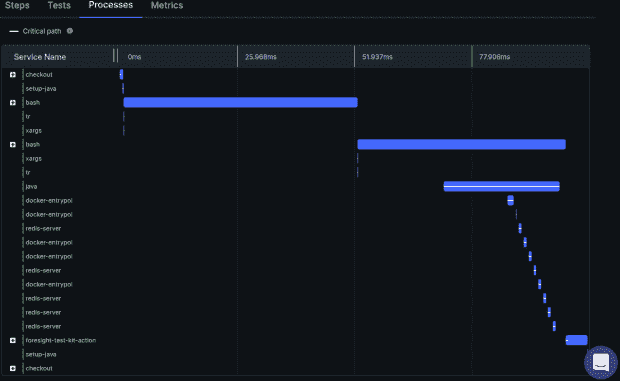 Steps Tests Processes Metrics
Critical path
Service Name 0ms 25.968ms 51.937ms 77.906ms
checkout
setup-java
bash
tr
xargs
bash
xargs
tr
java
docker-entrypoi
docker-entrypoi
redis-server
docker-entrypoi
docker-entrypoi
redis-server
docker-entrypoi
redis-server
redis-server
redis-server
foresight-test-kit-action
setup-java
checkout